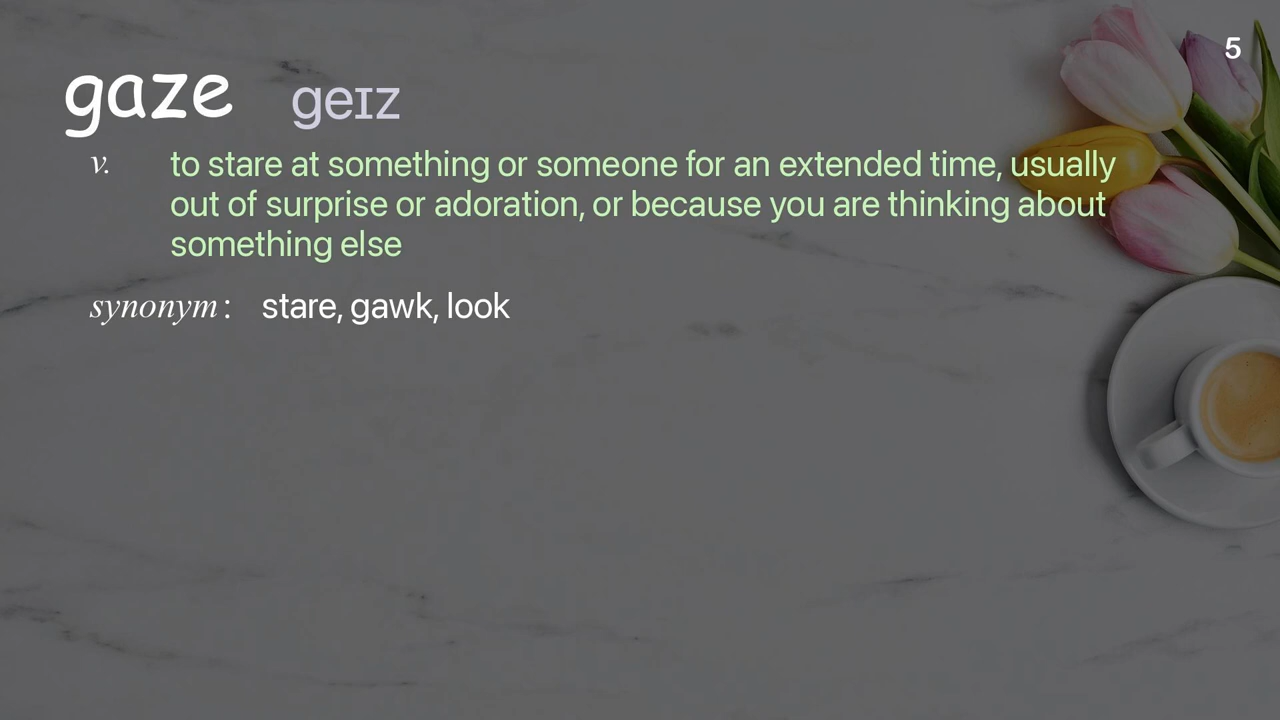 5
gaze geɪz
v. to stare at something or someone for an extended time, usually
out of surprise or adoration, or because you are thinking about
something else
synonym : stare, gawk, look